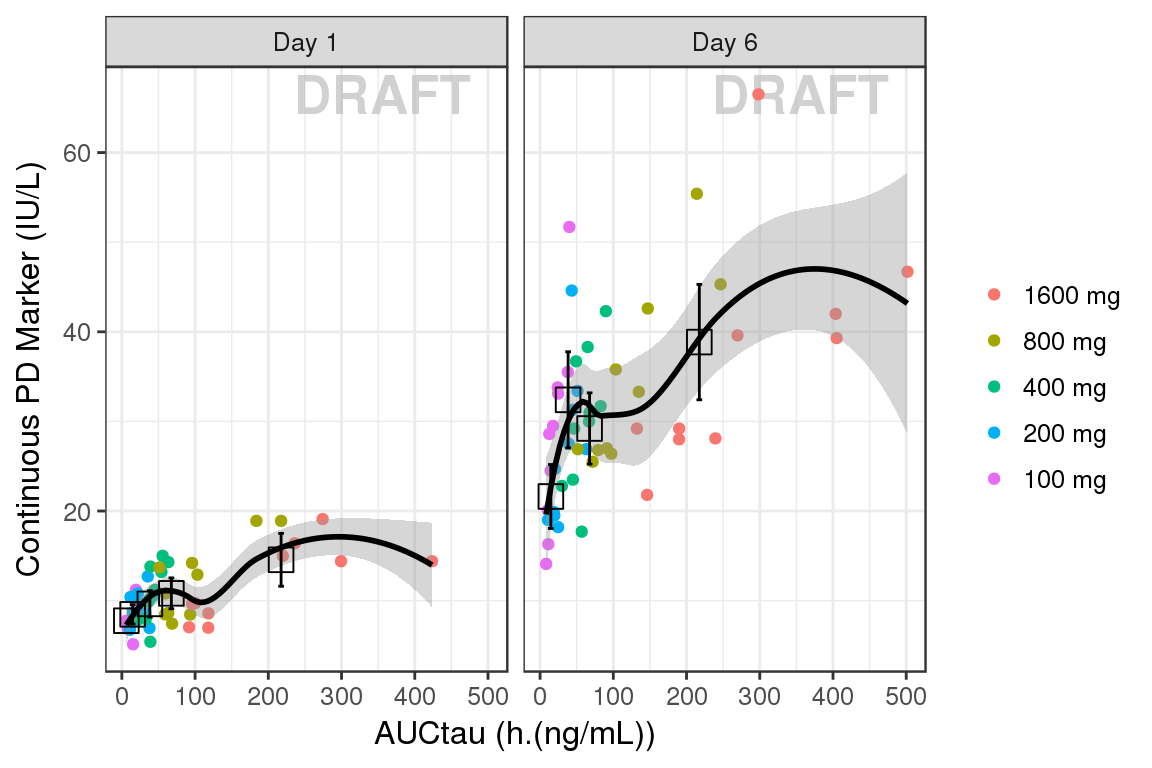 Day 1
Day 6
DRAFT
DRAFT
Continuous PD Marker (IU/L)
60
40
20
0 100 200 300 400 500
0 100 200 300 400 500
AUCtau (h.(ng/mL))
1600 mg
800 mg
400 mg
200 mg
100 mg